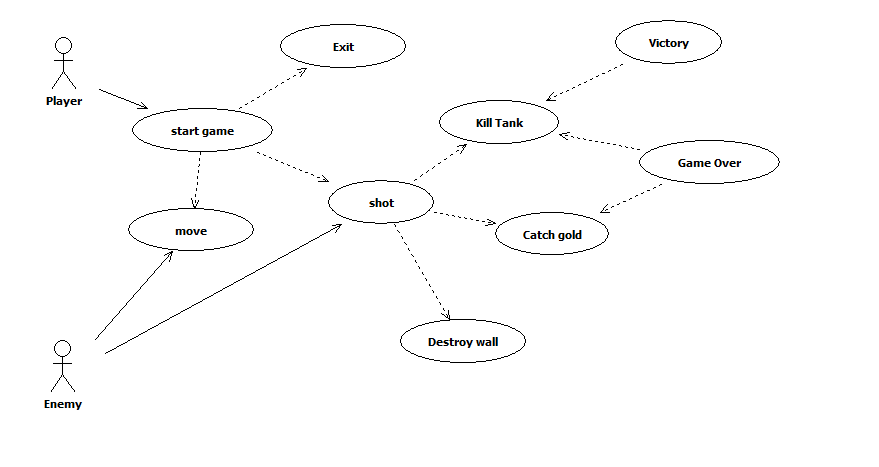 Exit
Victory
Player
Kill Tank
start game
Game Over
shot
move
Catch gold
Destroy wall
Enemy